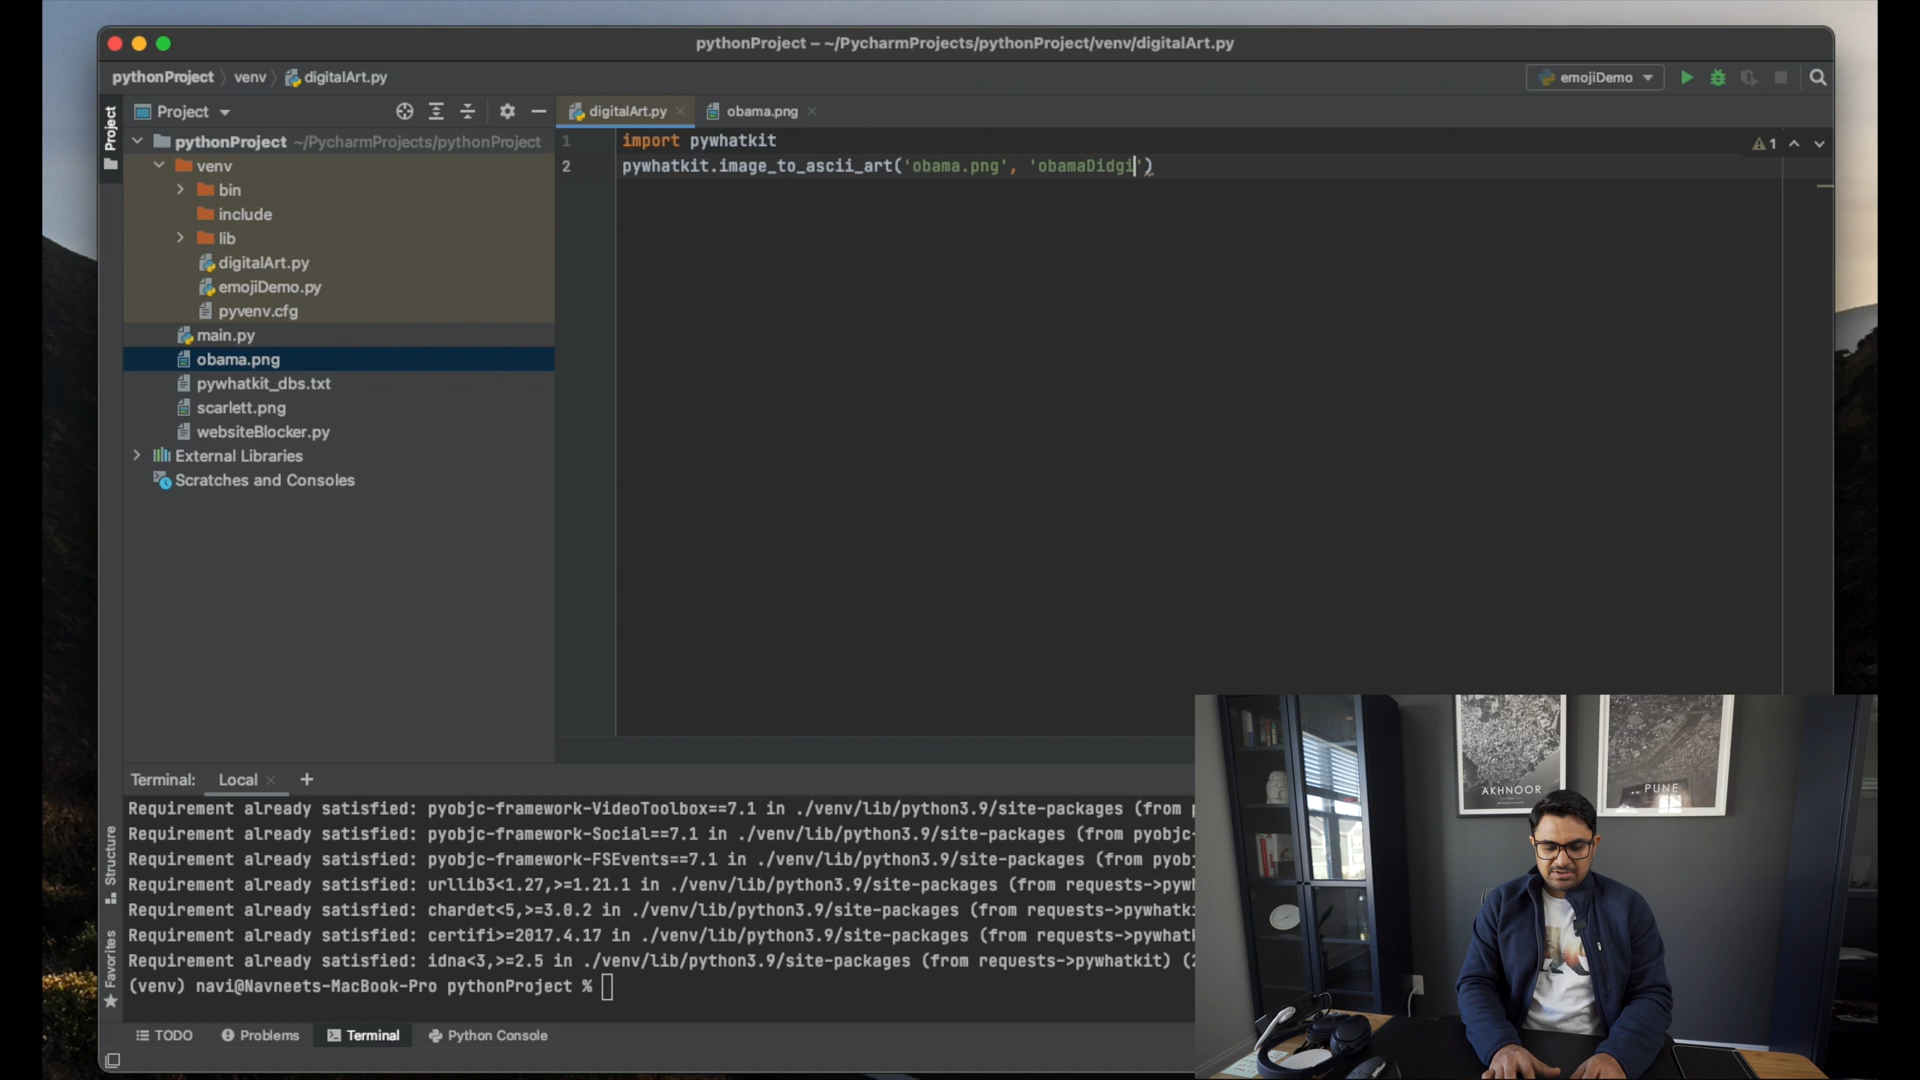 pythonProject – ~/PycharmProjects/pythonProject/venv/digitalArt.py
pythonProject venv digitalArt.py
emojiDemo
Project
Project
digitalArt.py
obama.png
pythonProject ~/PycharmProjects/pythonProject
venv
bin
include
lib
digitalArt.py
emojiDemo.py
pyvenv.cfg
main.py
obama.png
pywhatkit_dbs.txt
scarlett.png
websiteBlocker.py
External Libraries
Scratches and Consoles
1 import pywhatkit
2 pywhatkit.image_to_ascii_art('obama.png', 'obamaDidgi')
1
Terminal: Local +
Requirement already satisfied: pyobjc-framework-VideoToolbox==7.1 in ./venv/lib/python3.9/site-packages (from p
Requirement already satisfied: pyobjc-framework-Social==7.1 in ./venv/lib/python3.9/site-packages (from pyobjc-
Requirement already satisfied: pyobjc-framework-FSEvents==7.1 in ./venv/lib/python3.9/site-packages (from pyobj
Requirement already satisfied: urllib3<1.27,>=1.21.1 in ./venv/lib/python3.9/site-packages (from requests->pywh
Requirement already satisfied: chardet<5,>=3.0.2 in ./venv/lib/python3.9/site-packages (from requests->pywhatki
Requirement already satisfied: certifi>=2017.4.17 in ./venv/lib/python3.9/site-packages (from requests->pywhatk
Requirement already satisfied: idna<3,>=2.5 in ./venv/lib/python3.9/site-packages (from requests->pywhatkit) (2
(venv) navi@Navneets-MacBook-Pro pythonProject %
Structure
Favorites
TODO
Problems
Terminal
Python Console
AKHNOOR
PUNE